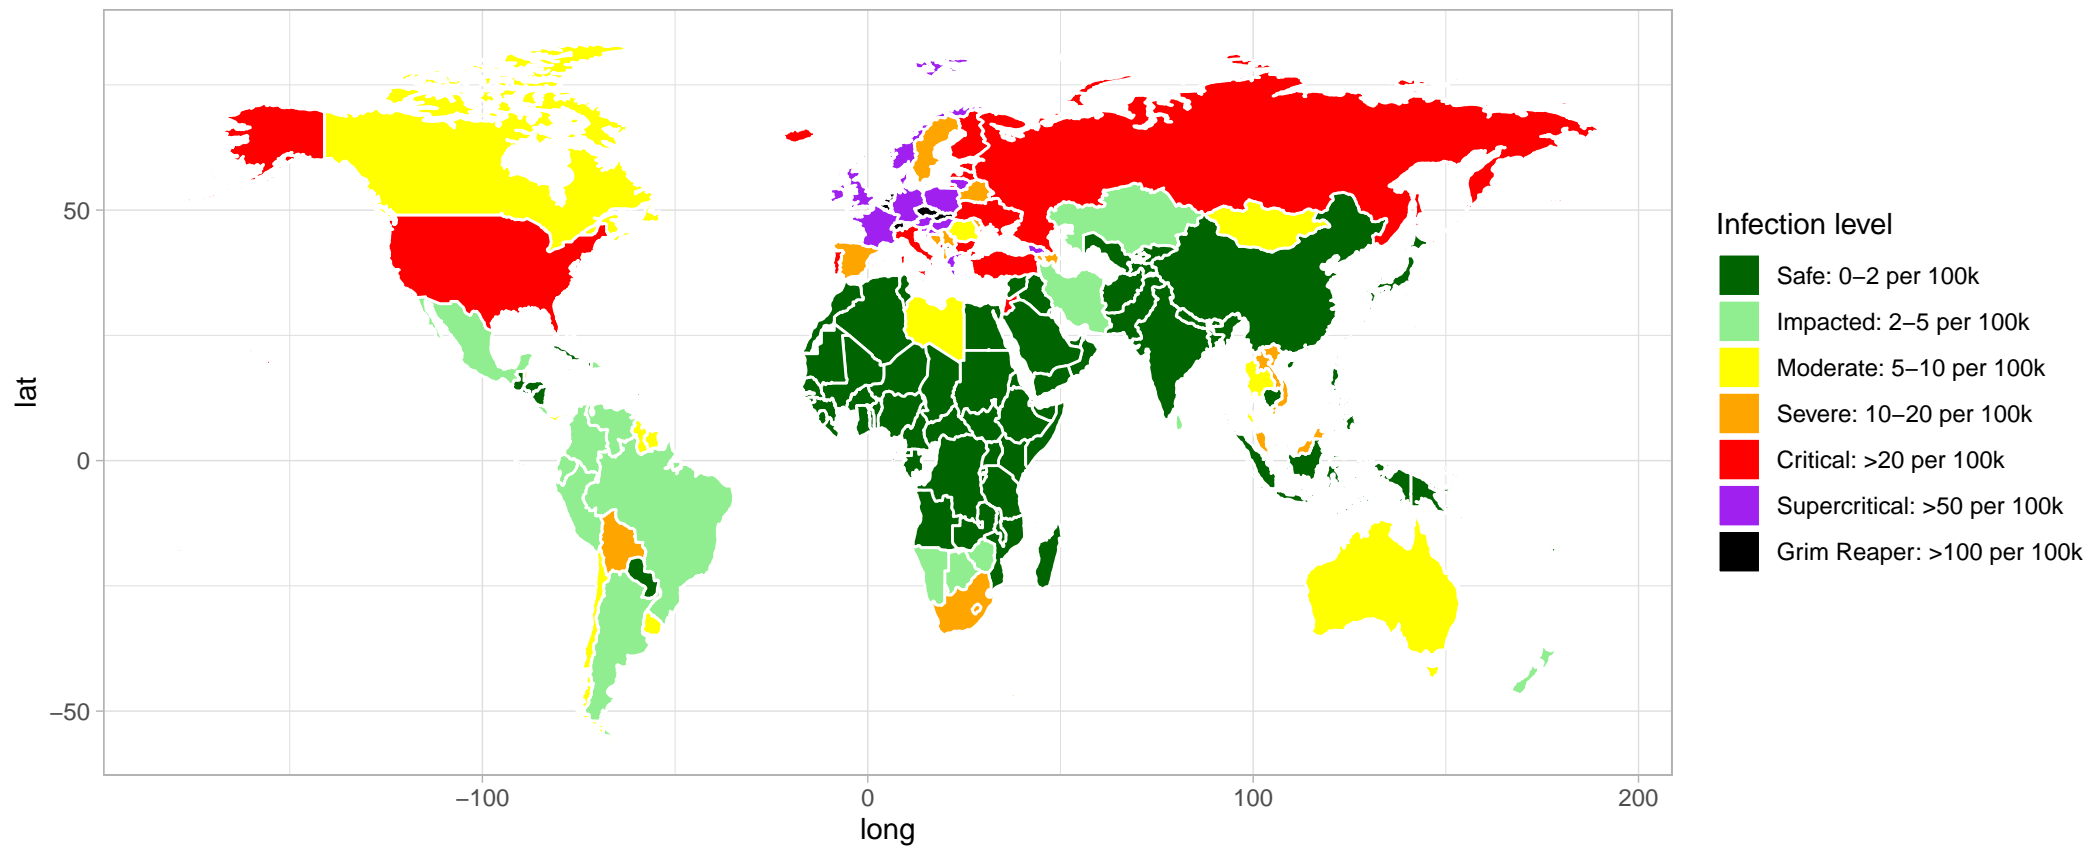 50
0
−50
lat
−100
0
100
200
long
Infection level
Safe: 0−2 per 100k
Impacted: 2−5 per 100k
Moderate: 5−10 per 100k
Severe: 10−20 per 100k
Critical: >20 per 100k
Supercritical: >50 per 100k
Grim Reaper: >100 per 100k